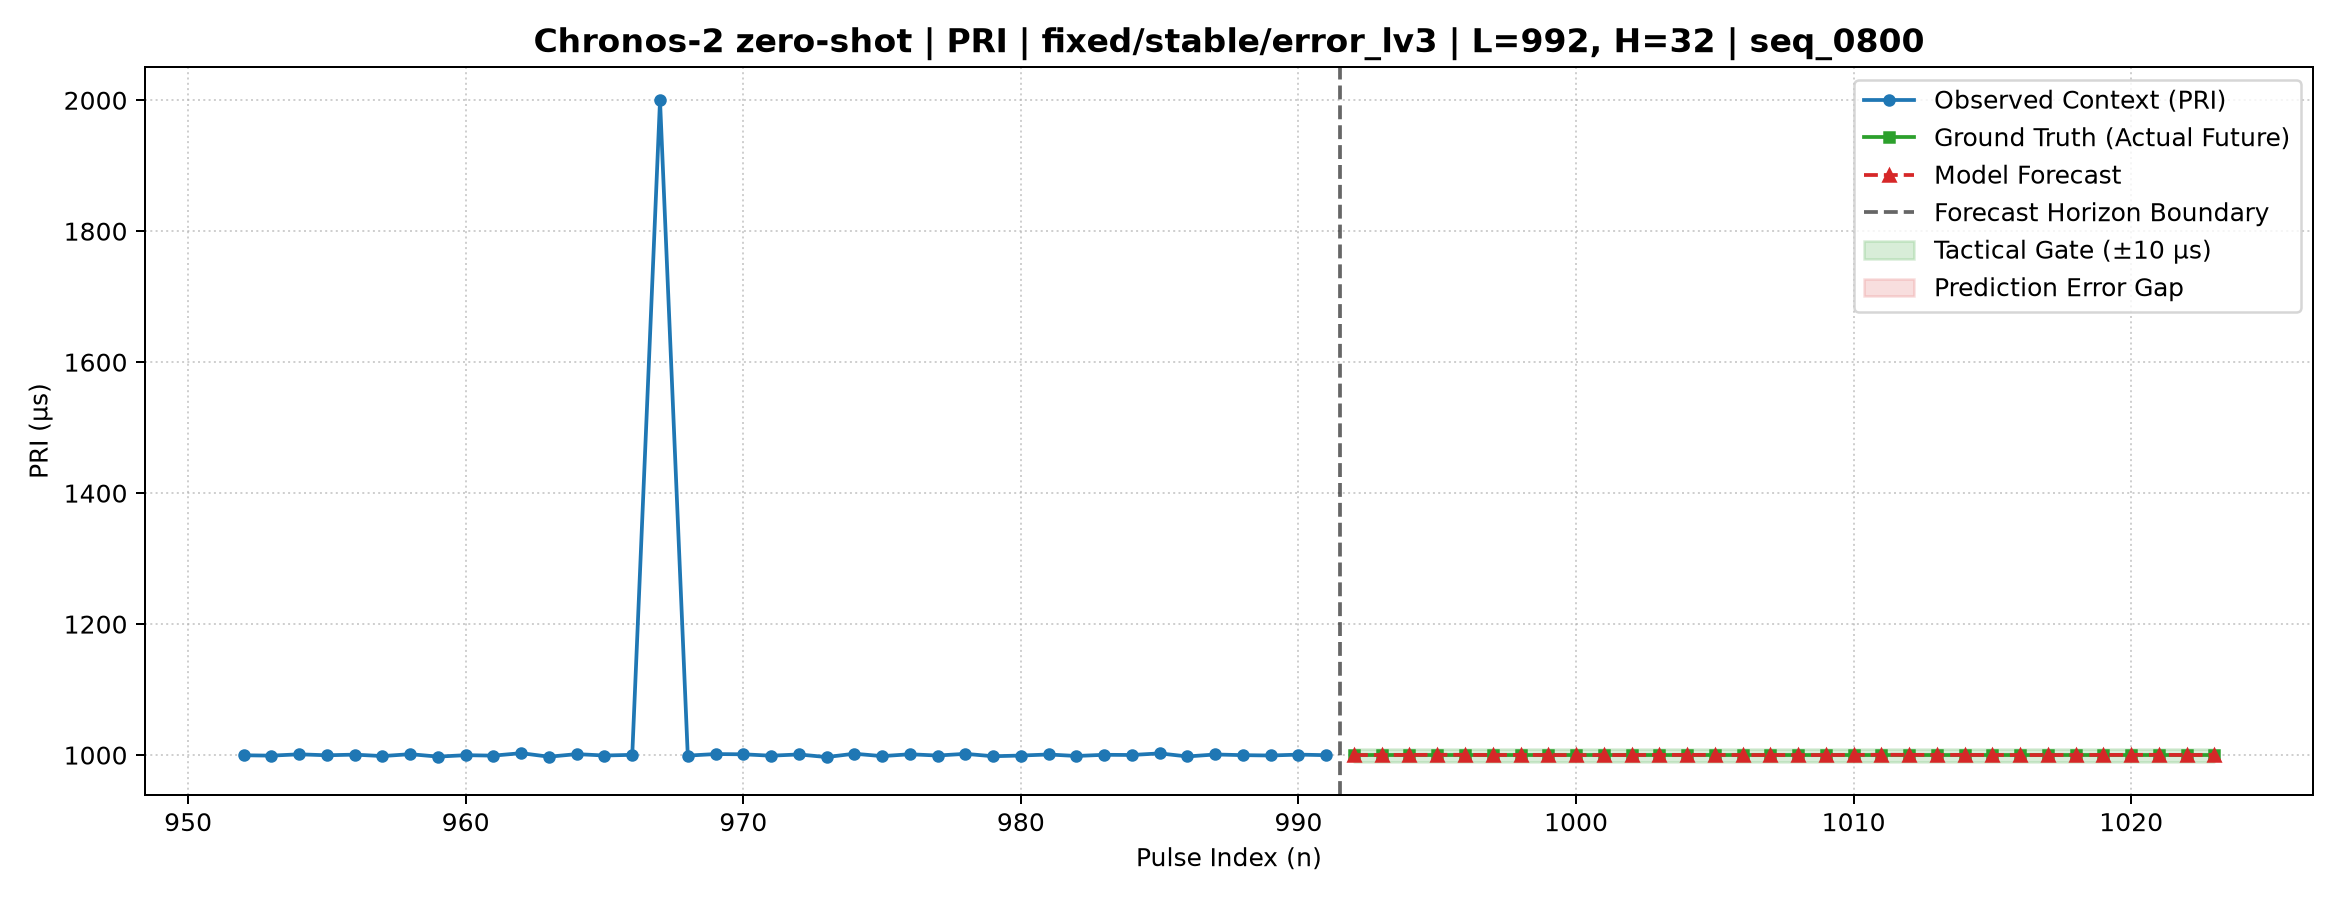 Chronos-2 zero-shot | PRI | fixed/stable/error_lv3 | L=992, H=32 | seq_0800
2000
1800
1600
1400
1200
1000
PRI (µs)
950
960
970
980
990
1000
1010
1020
Pulse Index (n)
Observed Context (PRI)
Ground Truth (Actual Future)
Model Forecast
Forecast Horizon Boundary
Tactical Gate (±10 µs)
Prediction Error Gap